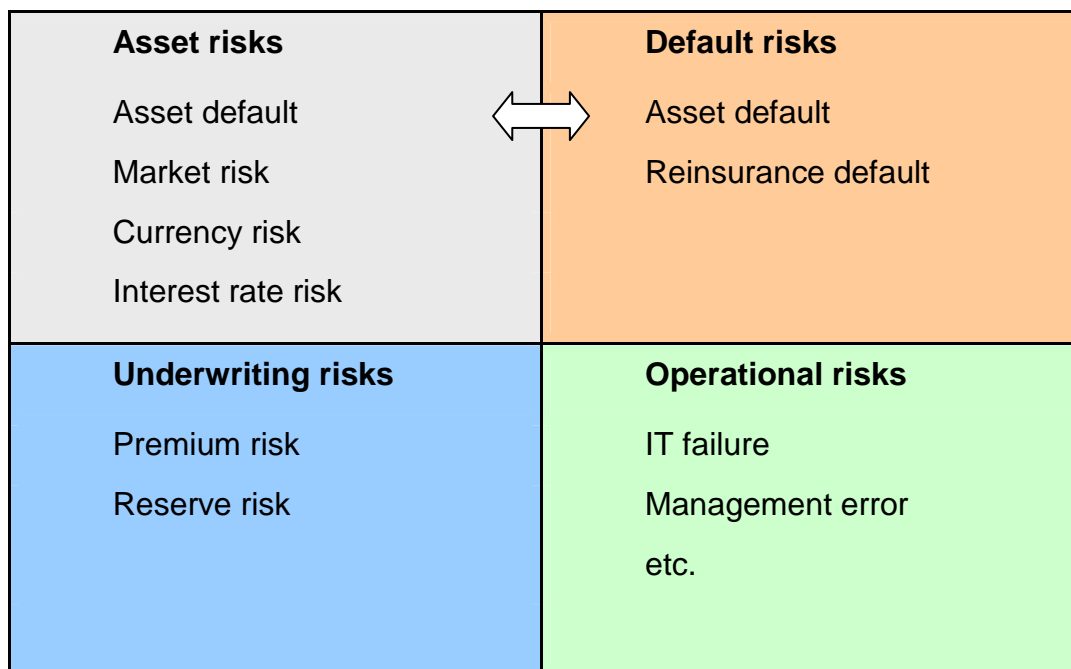 Asset risks
Asset default
Market risk
Currency risk
Interest rate risk
Default risks
Asset default
Reinsurance default
Underwriting risks
Premium risk
Reserve risk
Operational risks
IT failure
Management error
etc.